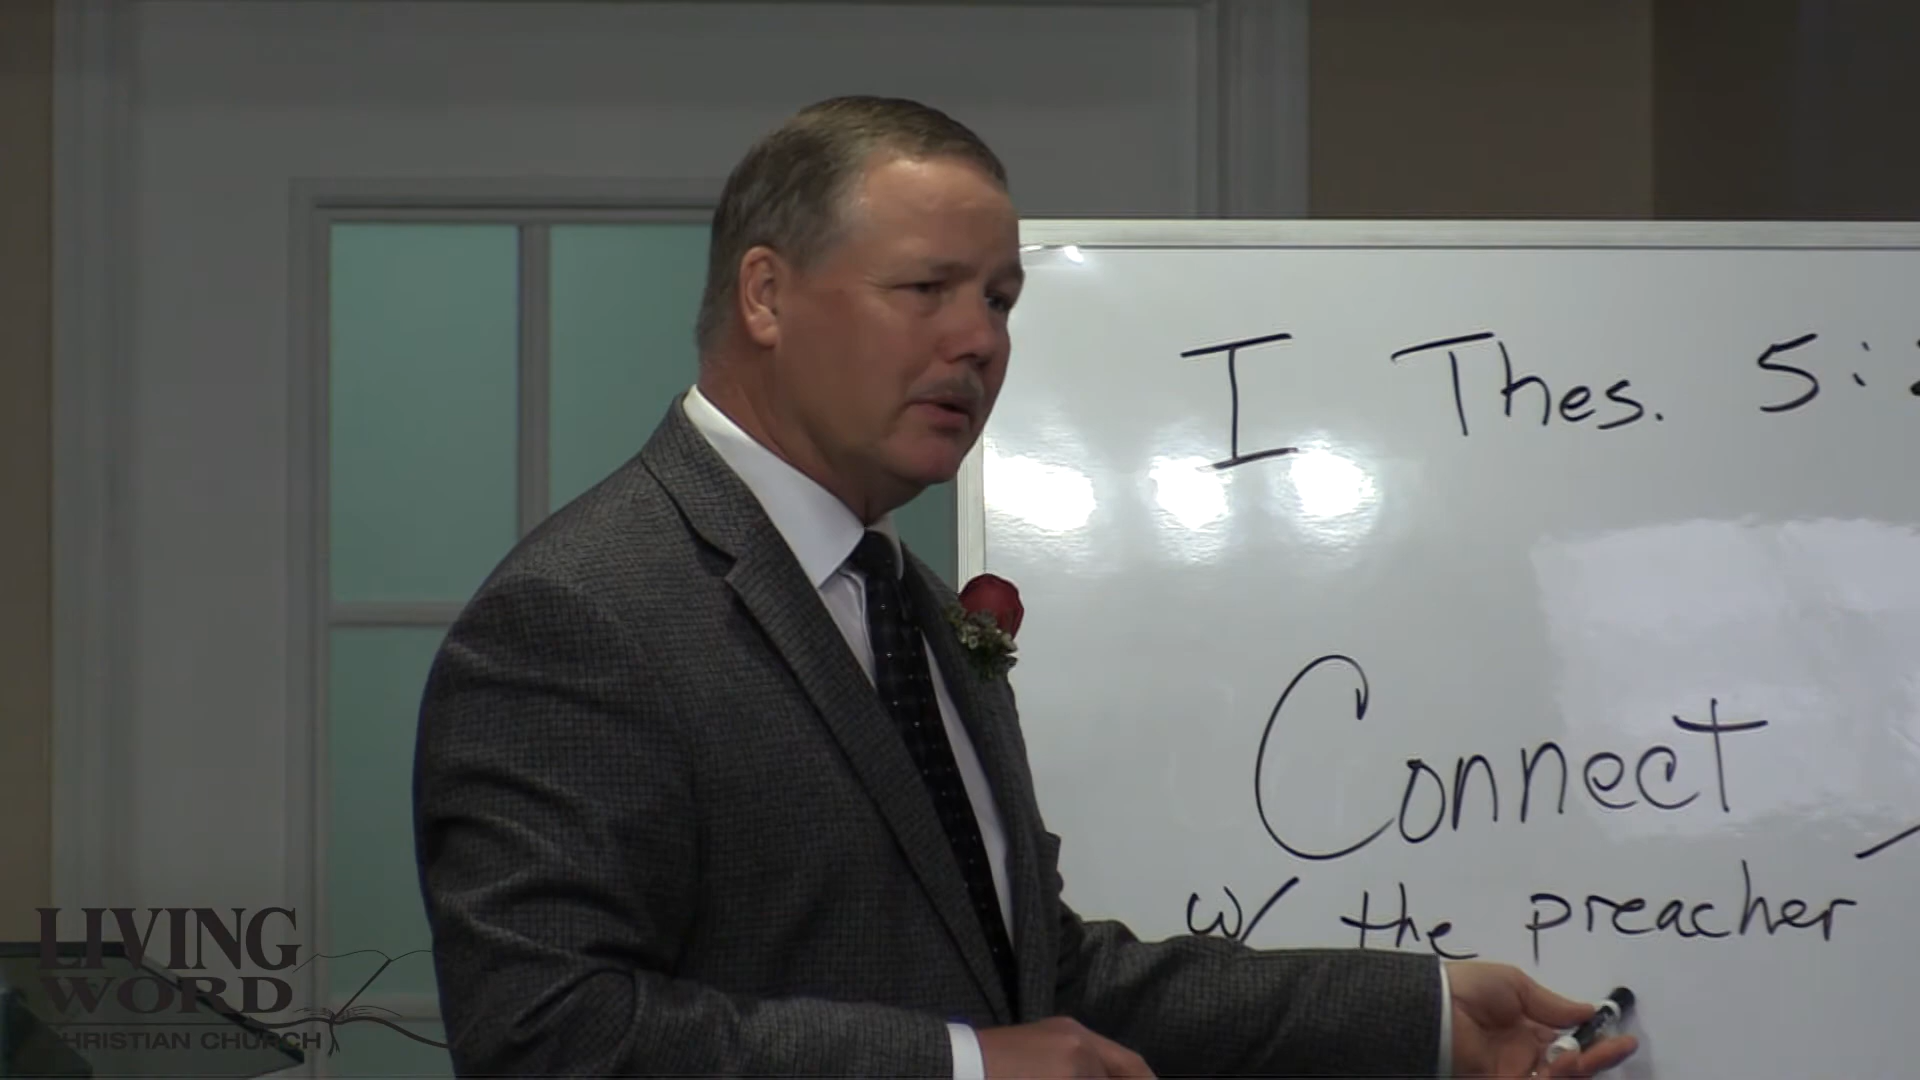 I Thes. 5:
Connect
w/ the preacher
LIVING
WORD
CHRISTIAN CHURCH